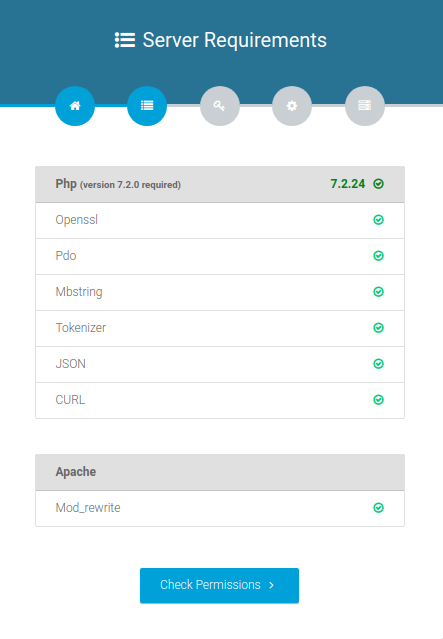 Server Requirements
Php (version 7.2.0 required) 7.2.24
Openssl
Pdo
Mbstring
Tokenizer
JSON
CURL
Apache
Mod_rewrite
Check Permissions